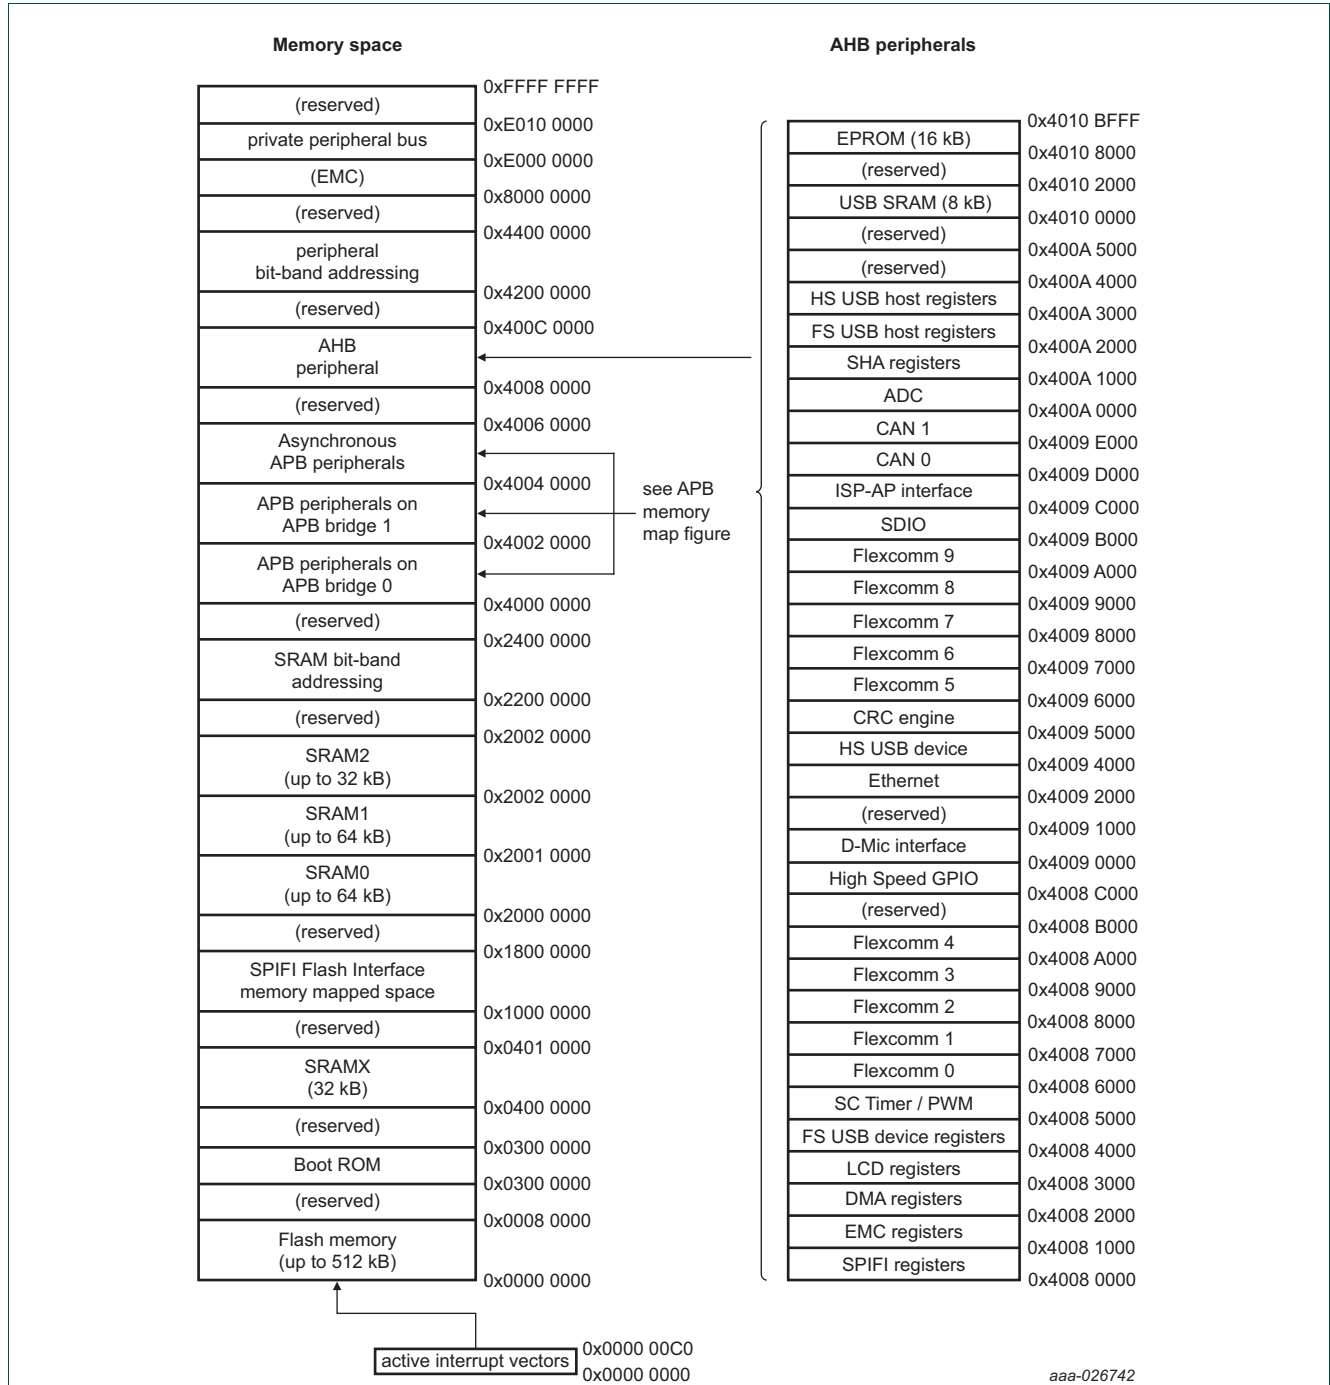 Memory space
0xFFFF FFFF
(reserved)
0xE010 0000
private peripheral bus
0xE000 0000
(EMC)
0x8000 0000
(reserved)
0x4400 0000
peripheral
bit-band addressing
0x4200 0000
(reserved)
0x400C 0000
AHB
peripheral
0x4008 0000
(reserved)
0x4006 0000
Asynchronous
APB peripherals
0x4004 0000
APB peripherals on
APB bridge 1
0x4002 0000
APB peripherals on
APB bridge 0
0x4000 0000
(reserved)
0x2400 0000
SRAM bit-band
addressing
0x2200 0000
(reserved)
0x2002 0000
SRAM2
(up to 32 kB)
0x2002 0000
SRAM1
(up to 64 kB)
0x2001 0000
SRAM0
(up to 64 kB)
0x2000 0000
(reserved)
0x1800 0000
SPIFI Flash Interface
memory mapped space
0x1000 0000
(reserved)
0x0401 0000
SRAMX
(32 kB)
0x0400 0000
(reserved)
0x0300 0000
Boot ROM
0x0300 0000
(reserved)
0x0008 0000
Flash memory
(up to 512 kB)
0x0000 0000
active interrupt vectors
0x0000 00C0
0x0000 0000
see APB
memory
map figure
AHB peripherals
0x4010 BFFF
EPROM (16 kB)
0x4010 8000
(reserved)
0x4010 2000
USB SRAM (8 kB)
0x4010 0000
(reserved)
0x400A 5000
(reserved)
0x400A 4000
HS USB host registers
0x400A 3000
FS USB host registers
0x400A 2000
SHA registers
0x400A 1000
ADC
0x400A 0000
CAN 1
0x4009 E000
CAN 0
0x4009 D000
ISP-AP interface
0x4009 C000
SDIO
0x4009 B000
Flexcomm 9
0x4009 A000
Flexcomm 8
0x4009 9000
Flexcomm 7
0x4009 8000
Flexcomm 6
0x4009 7000
Flexcomm 5
0x4009 6000
CRC engine
0x4009 5000
HS USB device
0x4009 4000
Ethernet
0x4009 2000
(reserved)
0x4009 1000
D-Mic interface
0x4009 0000
High Speed GPIO
0x4008 C000
(reserved)
0x4008 B000
Flexcomm 4
0x4008 A000
Flexcomm 3
0x4008 9000
Flexcomm 2
0x4008 8000
Flexcomm 1
0x4008 7000
Flexcomm 0
0x4008 6000
SC Timer / PWM
0x4008 5000
FS USB device registers
0x4008 4000
LCD registers
0x4008 3000
DMA registers
0x4008 2000
EMC registers
0x4008 1000
SPIFI registers
0x4008 0000
aaa-026742